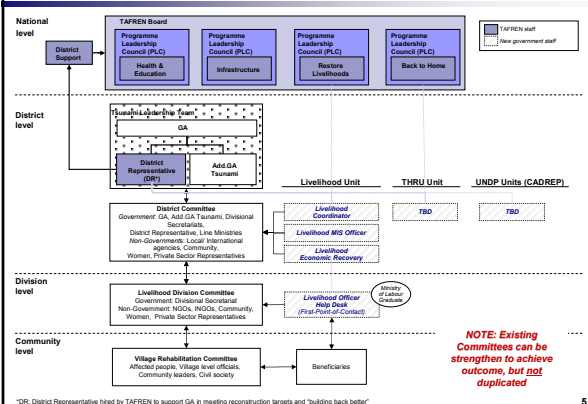 National
level
TAFREN Board
Programme
Leadership
Council (PLC)
Health &
Education
Programme
Leadership
Council (PLC)
Infrastructure
Programme
Leadership
Council (PLC)
Restore
Livelihoods
Programme
Leadership
Council (PLC)
Back to Home
TAFREN staff
New government staff
District
Support
District
level
Tsunami Leadership Team
GA
District
Representative
(DR*)
Add.GA
Tsunami
Livelihood Unit
THRU Unit
UNDP Units (CADREP)
District Committee
Government: GA, Add.GA Tsunami, Divisional
Secretariats,
District Representative, Line Ministries
Non-Governments: Local/ International
agencies, Community,
Women, Private Sector Representatives
Livelihood
Coordinator
Livelihood MIS Officer
Livelihood
Economic Recovery
TBD
TBD
Division
level
Livelihood Division Committee
Government: Divisional Secretariat
Non-Government: NGOs, INGOs, Community,
Women, Private Sector Representatives
Livelihood Officer
Help Desk
(First-Point-of-Contact)
Ministry
of Labour
Graduate
Community
level
Village Rehabilitation Committee
Affected people, Village level officials,
Community leaders, Civil society
Beneficiaries
NOTE: Existing
Committees can be
strengthen to achieve
outcome, but not
duplicated
*DR: District Representative hired by TAFREN to support GA in meeting reconstruction targets and "building back better"
5